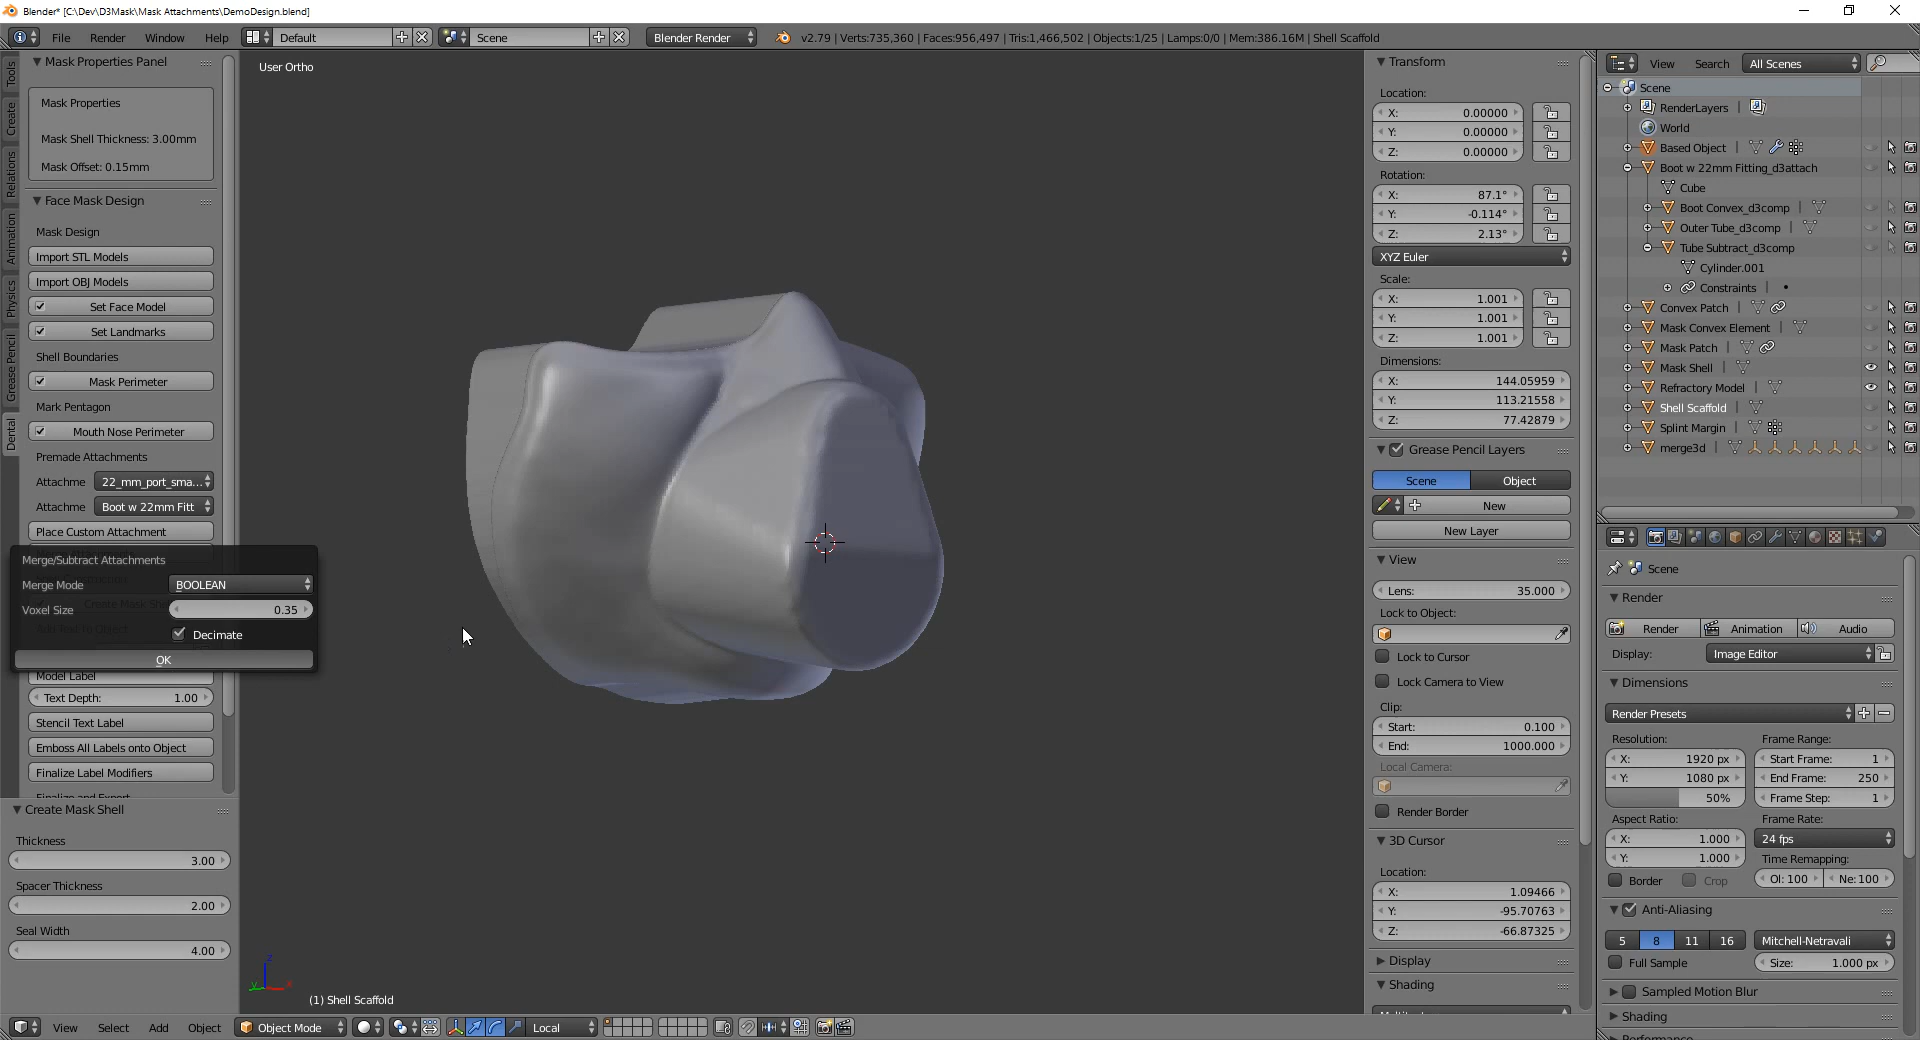 Blender* [C:\Dev\D3Mask\Mask Attachments\DemoDesign.blend]
File Render Window Help Default Scene Blender Render v2.79 | Verts:735,360 | Faces:956,497 | Tris:1,466,502 | Objects:1/25 | Lamps:0/0 | Mem:386.16M | Shell Scaffold
Tools
Create
Relations
Animation
Physics
Grease Pencil
Dental
Mask Properties Panel
Mask Properties
Mask Shell Thickness: 3.00mm
Mask Offset: 0.15mm
Face Mask Design
Mask Design
Import STL Models
Import OBJ Models
Set Face Model
Set Landmarks
Shell Boundaries
Mask Perimeter
Mark Pentagon
Mouth Nose Perimeter
Premade Attachments
Attachme 22_mm_port_sma...
Attachme Boot w 22mm Fitt
Place Custom Attachment
Merge/Subtract Attachments
Merge Mode BOOLEAN
Voxel Size 0.35
Decimate
OK
Model Label
Text Depth: 1.00
Stencil Text Label
Emboss All Labels onto Object
Finalize Label Modifiers
Finalize and Export
Create Mask Shell
Thickness
3.00
Spacer Thickness
2.00
Seal Width
4.00
User Ortho
(1) Shell Scaffold
View Select Add Object Object Mode Local
Transform
Location:
X: 0.00000
Y: 0.00000
Z: 0.00000
Rotation:
X: 87.1°
Y: -0.114°
Z: 2.13°
XYZ Euler
Scale:
X: 1.001
Y: 1.001
Z: 1.001
Dimensions:
X: 144.05959
Y: 113.21558
Z: 77.42879
Grease Pencil Layers
Scene Object
New
New Layer
View
Lens: 35.000
Lock to Object:
Lock to Cursor
Lock Camera to View
Clip:
Start: 0.100
End: 1000.000
Local Camera:
Render Border
3D Cursor
Location:
X: 1.09466
Y: -95.70763
Z: -66.87325
Display
Shading
View Search All Scenes
Scene
RenderLayers
World
Based Object
Boot w 22mm Fitting_d3attach
Cube
Boot Convex_d3comp
Outer Tube_d3comp
Tube Subtract_d3comp
Cylinder.001
Constraints
Convex Patch
Mask Convex Element
Mask Patch
Mask Shell
Refractory Model
Shell Scaffold
Splint Margin
merge3d
Scene
Render
Render Animation Audio
Display: Image Editor
Dimensions
Render Presets
Resolution: Frame Range:
X: 1920 px Start Frame: 1
Y: 1080 px End Frame: 250
50% Frame Step: 1
Aspect Ratio: Frame Rate:
X: 1.000 24 fps
Y: 1.000 Time Remapping:
Border Crop Ol: 100 Ne: 100
Anti-Aliasing
5 8 11 16 Mitchell-Netravali
Full Sample Size: 1.000 px
Sampled Motion Blur
Shading
Performance